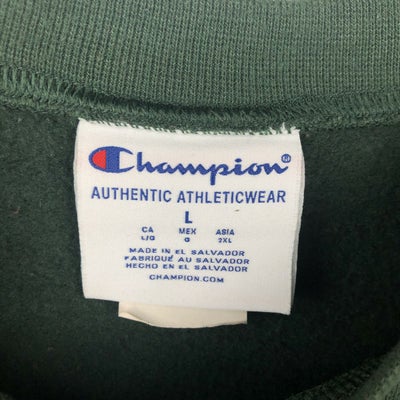 Champion®
AUTHENTIC ATHLETICWEAR
L
CA MEX ASIA
L/G G 2XL
MADE IN EL SALVADOR
FABRIQUÉ AU SALVADOR
HECHO EN EL SALVADOR
CHAMPION.COM